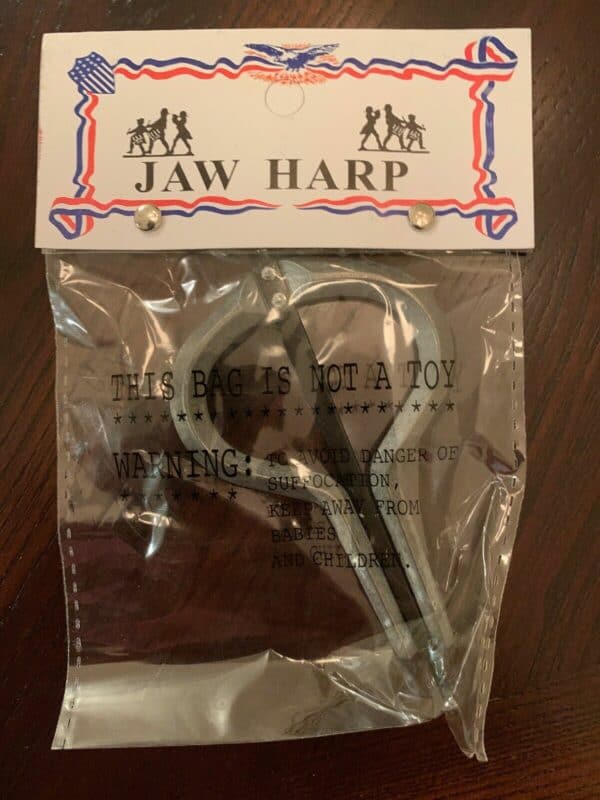 JAW HARP
THIS BAG IS NOT A TOY
* * * * * * * * * * * * * * * * * * * * * *
WARNING: TO AVOID DANGER OF
* * * * * * * SUFFOCATION,
KEEP AWAY FROM
BABIES
AND CHILDREN.